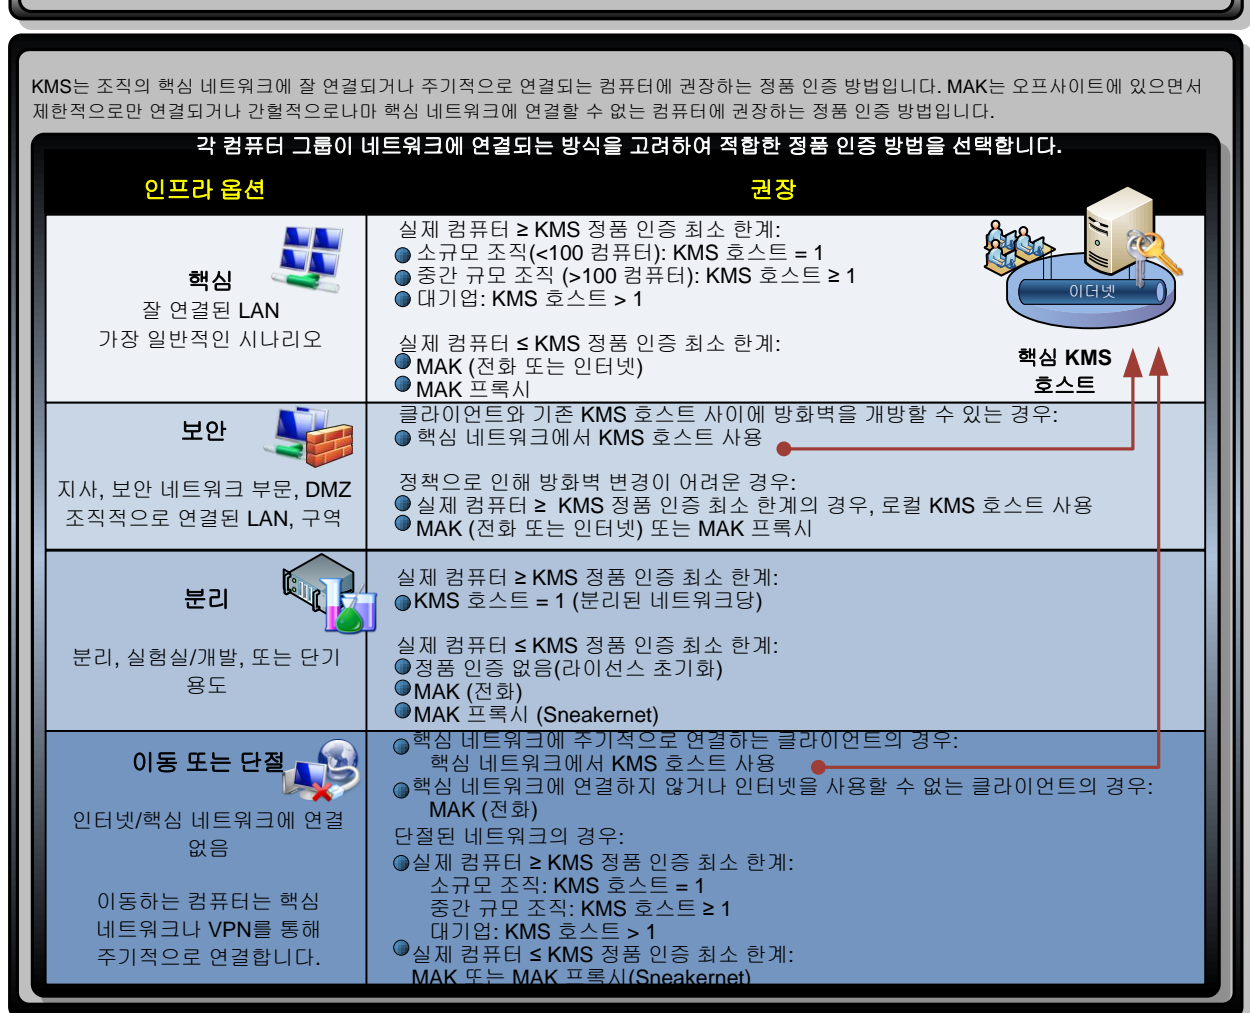 KMS는 조직의 핵심 네트워크에 잘 연결되거나 주기적으로 연결되는 컴퓨터에 권장하는 정품 인증 방법입니다. MAK는 오프사이트에 있으면서
제한적으로만 연결되거나 간헐적으로나마 핵심 네트워크에 연결할 수 없는 컴퓨터에 권장하는 정품 인증 방법입니다.
각 컴퓨터 그룹이 네트워크에 연결되는 방식을 고려하여 적합한 정품 인증 방법을 선택합니다.
인프라 옵션
권장
핵심
잘 연결된 LAN
가장 일반적인 시나리오
실제 컴퓨터 ≥ KMS 정품 인증 최소 한계:
소규모 조직(<100 컴퓨터): KMS 호스트 = 1
중간 규모 조직 (>100 컴퓨터): KMS 호스트 ≥ 1
대기업: KMS 호스트 > 1
실제 컴퓨터 ≤ KMS 정품 인증 최소 한계:
MAK (전화 또는 인터넷)
MAK 프록시
이더넷
핵심 KMS
호스트
보안
지사, 보안 네트워크 부문, DMZ
조직적으로 연결된 LAN, 구역
클라이언트와 기존 KMS 호스트 사이에 방화벽을 개방할 수 있는 경우:
핵심 네트워크에서 KMS 호스트 사용
정책으로 인해 방화벽 변경이 어려운 경우:
실제 컴퓨터 ≥ KMS 정품 인증 최소 한계의 경우, 로컬 KMS 호스트 사용
MAK (전화 또는 인터넷) 또는 MAK 프록시
분리
분리, 실험실/개발, 또는 단기
용도
실제 컴퓨터 ≥ KMS 정품 인증 최소 한계:
KMS 호스트 = 1 (분리된 네트워크당)
실제 컴퓨터 ≤ KMS 정품 인증 최소 한계:
정품 인증 없음(라이선스 초기화)
MAK (전화)
MAK 프록시 (Sneakernet)
이동 또는 단절
인터넷/핵심 네트워크에 연결
없음
이동하는 컴퓨터는 핵심
네트워크나 VPN를 통해
주기적으로 연결합니다.
핵심 네트워크에 주기적으로 연결하는 클라이언트의 경우:
핵심 네트워크에서 KMS 호스트 사용
핵심 네트워크에 연결하지 않거나 인터넷을 사용할 수 없는 클라이언트의 경우:
MAK (전화)
단절된 네트워크의 경우:
실제 컴퓨터 ≥ KMS 정품 인증 최소 한계:
소규모 조직: KMS 호스트 = 1
중간 규모 조직: KMS 호스트 ≥ 1
대기업: KMS 호스트 > 1
실제 컴퓨터 ≤ KMS 정품 인증 최소 한계:
MAK 또는 MAK 프록시(Sneakernet)